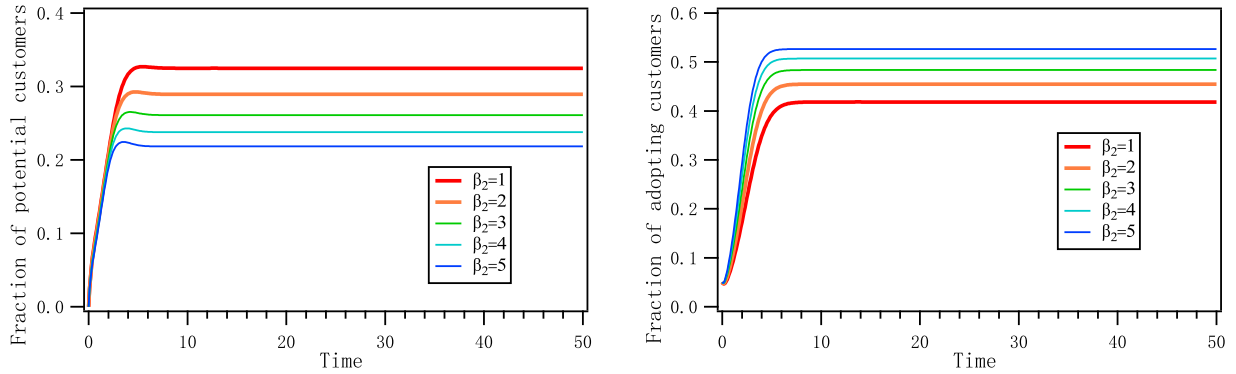 Fraction of potential customers
0.4
0.3
0.2
0.1
0.0
0 10 20 30 40 50
Time
β₂=1
β₂=2
β₂=3
β₂=4
β₂=5
Fraction of adopting customers
0.6
0.5
0.4
0.3
0.2
0.1
0.0
0 10 20 30 40 50
Time
β₂=1
β₂=2
β₂=3
β₂=4
β₂=5